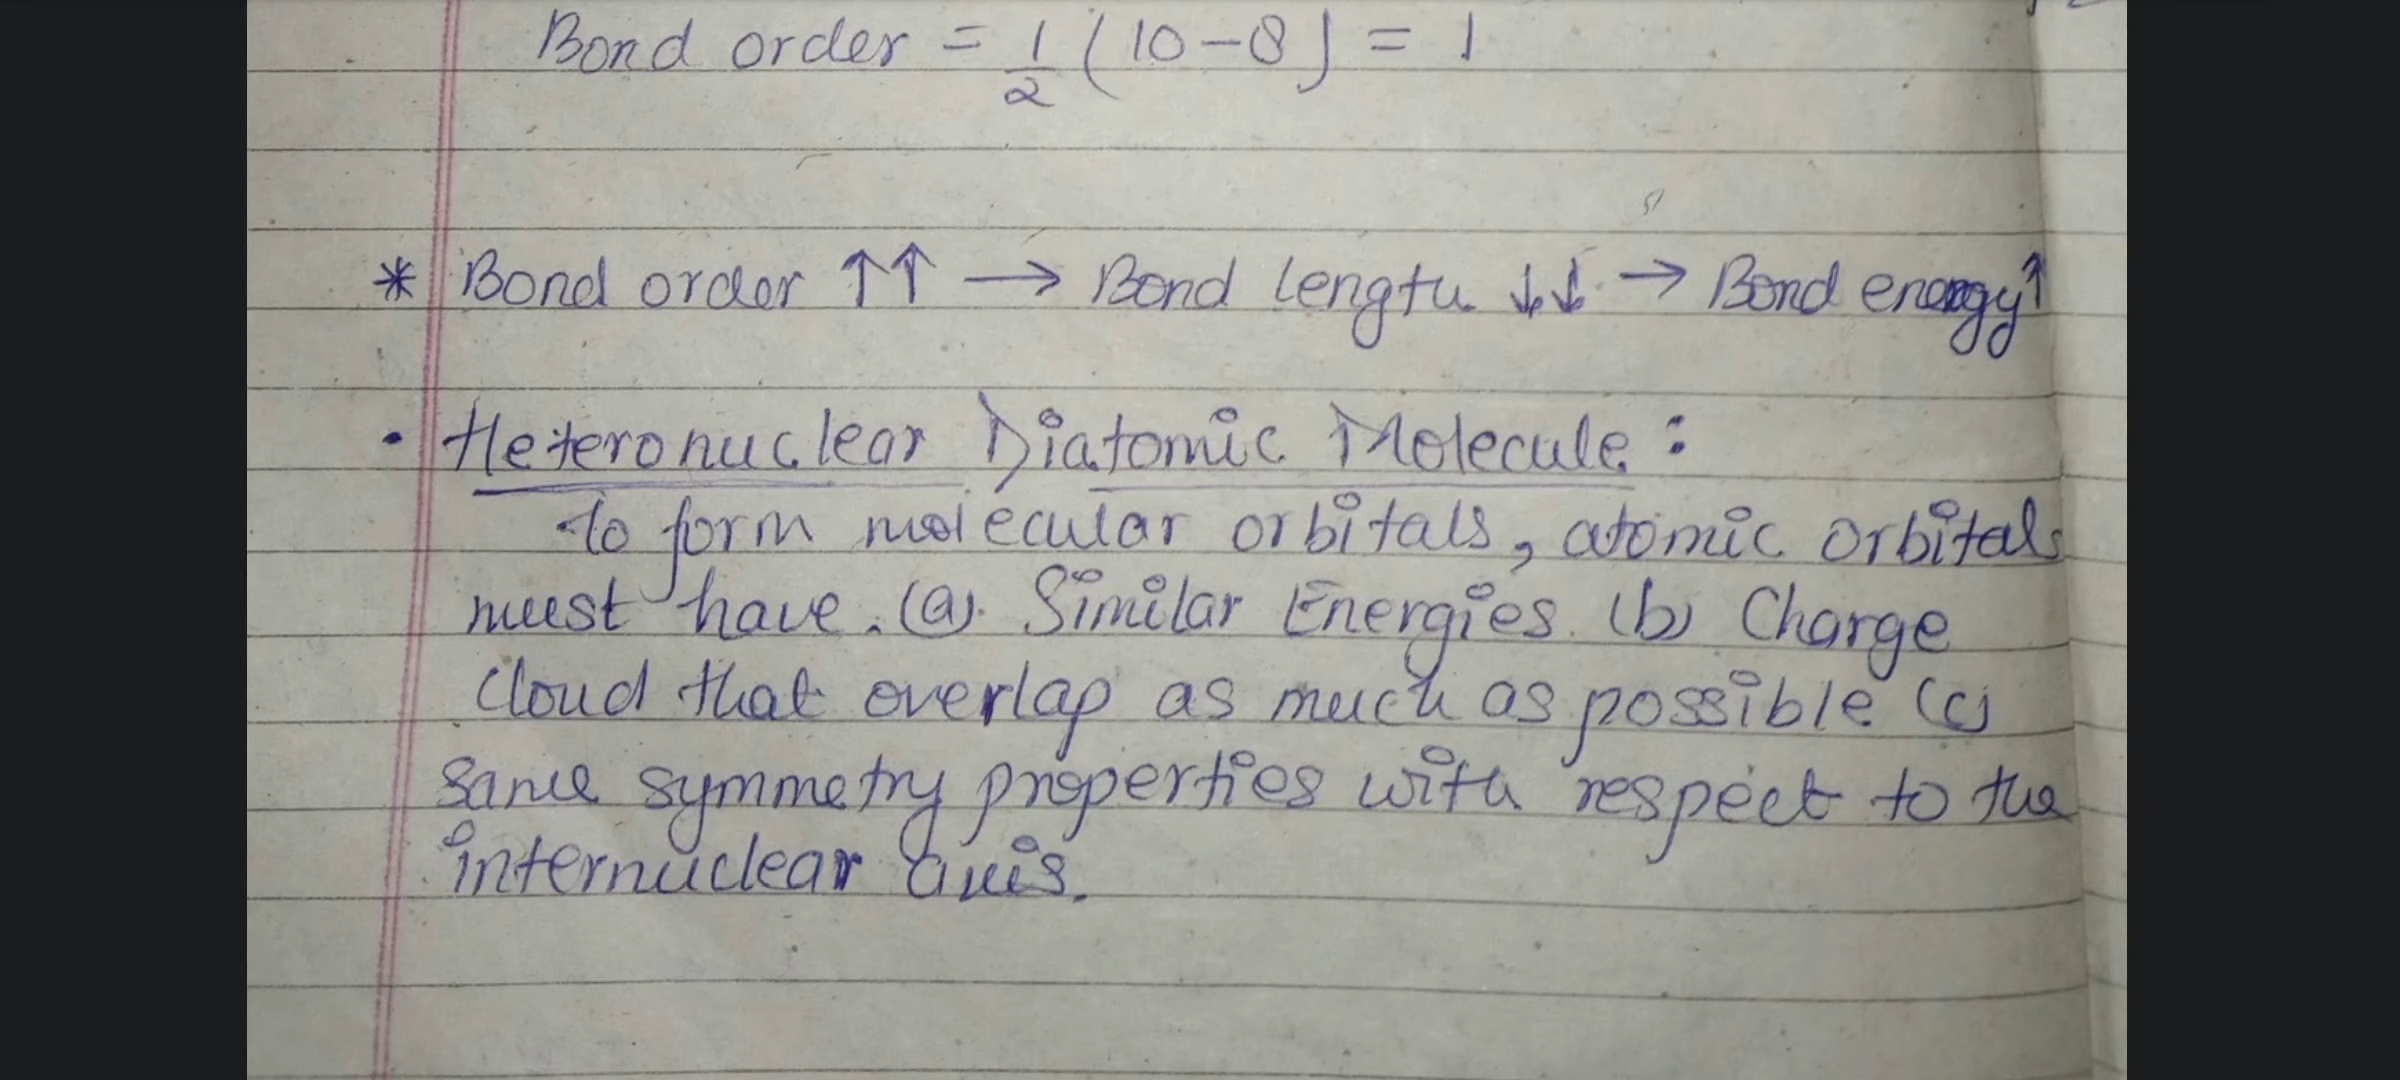 Bond order = 1/2 (10-8) = 1
* Bond order ↑↑ → Bond length ↓↓ → Bond energy↑
• Heteronuclear Diatomic Molecule :
To form molecular orbitals, atomic orbitals
must have. (a). Similar Energies. (b) Charge
cloud that overlap as much as possible (c)
same symmetry properties with respect to the
internuclear axis.